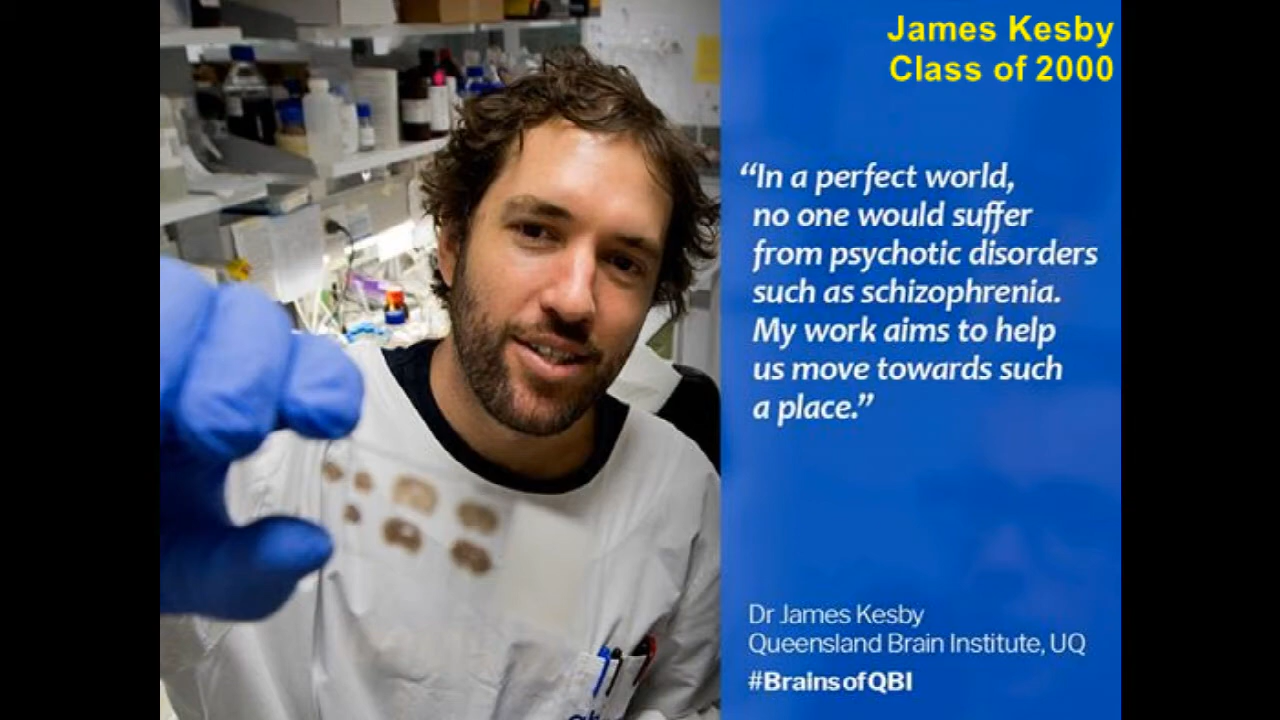 James Kesby
Class of 2000
“In a perfect world,
no one would suffer
from psychotic disorders
such as schizophrenia.
My work aims to help
us move towards such
a place.”
Dr James Kesby
Queensland Brain Institute, UQ
#BrainsofQBI